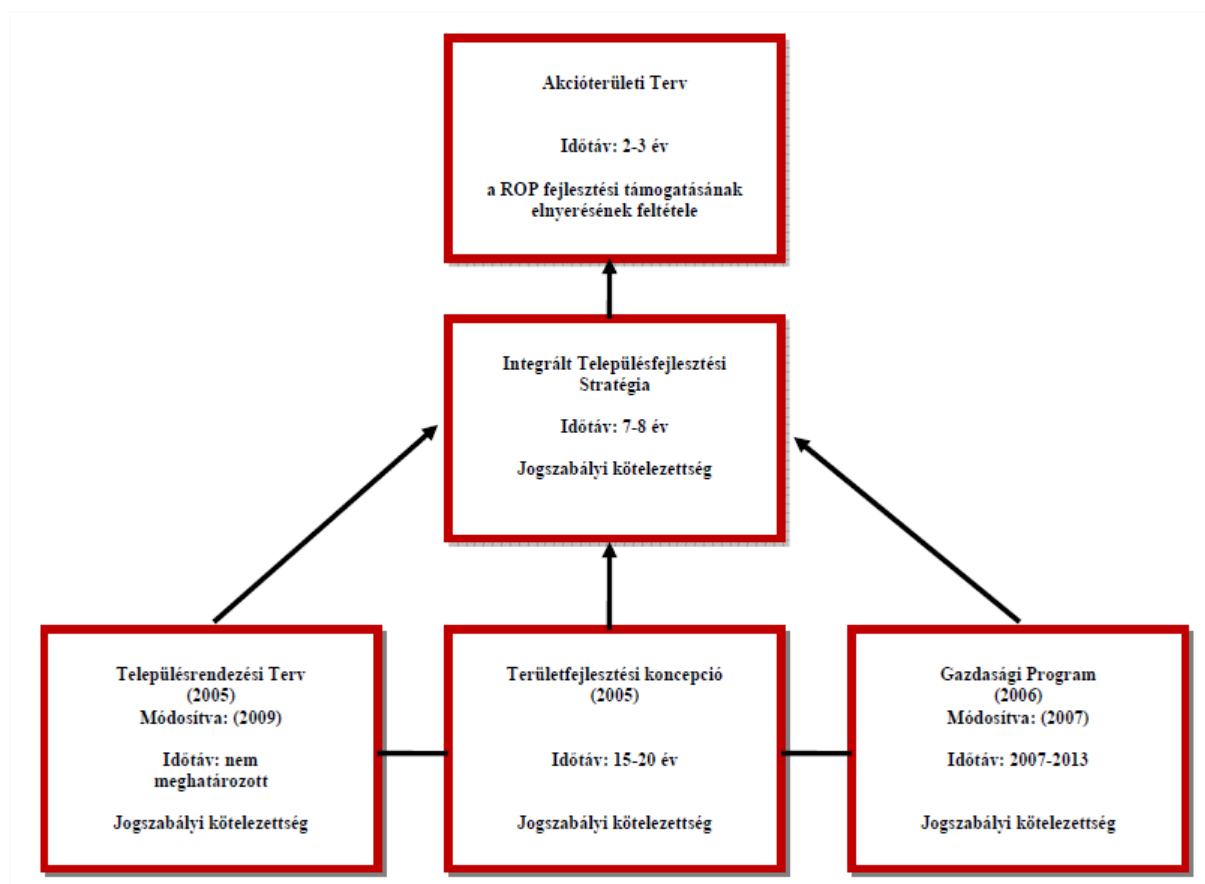 Akcióterületi Terv
Időtáv: 2-3 év
a ROP fejlesztési támogatásának
elnyerésének feltétele
Integrált Településfejlesztési
Stratégia
Időtáv: 7-8 év
Jogszabályi kötelezettség
Településrendezési Terv
(2005)
Módosítva: (2009)
Időtáv: nem
meghatározott
Jogszabályi kötelezettség
Területfejlesztési koncepció
(2005)
Időtáv: 15-20 év
Jogszabályi kötelezettség
Gazdasági Program
(2006)
Módosítva: (2007)
Időtáv: 2007-2013
Jogszabályi kötelezettség